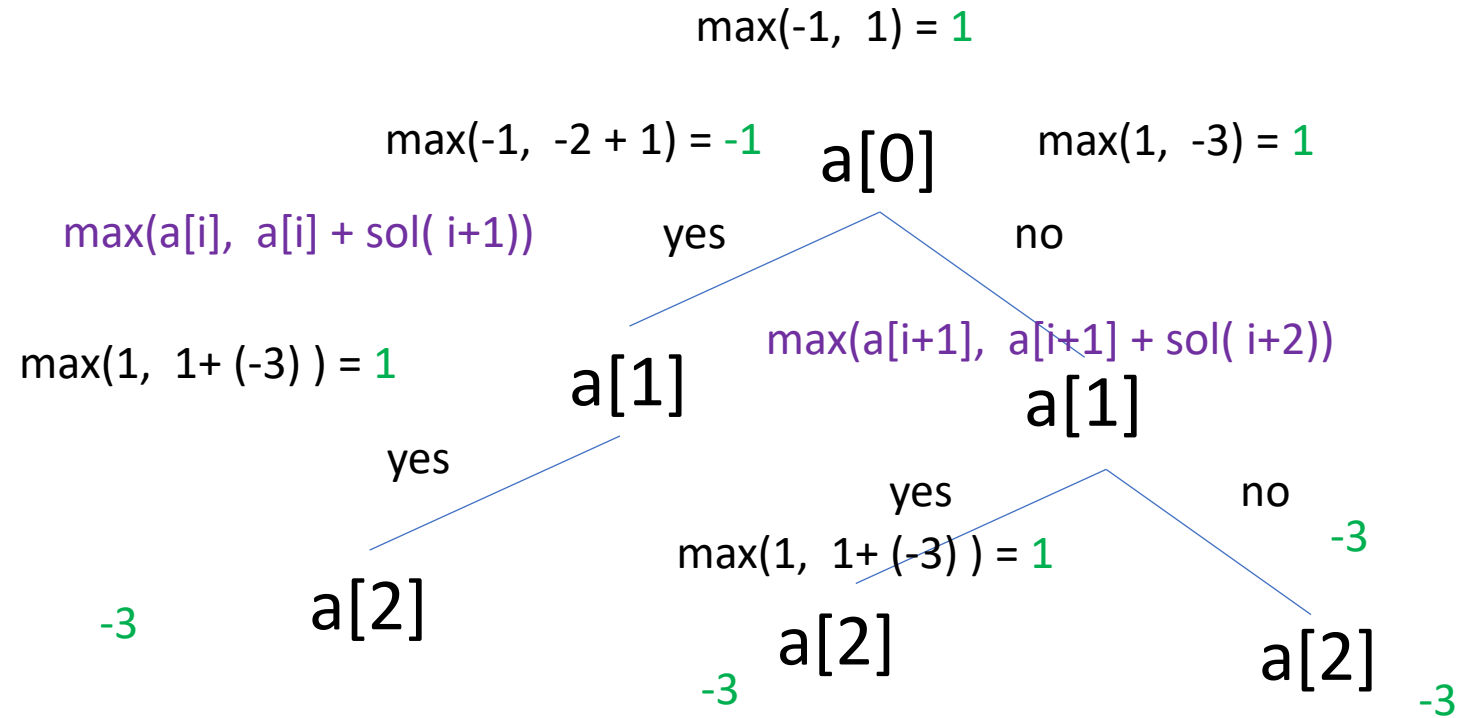 max(-1, 1) = 1
max(-1, -2 + 1) = -1
a[0]
max(1, -3) = 1
max(a[i], a[i] + sol( i+1))
yes
no
max(a[i+1], a[i+1] + sol( i+2))
max(1, 1+ (-3) ) = 1
a[1]
a[1]
yes
yes
no
-3
max(1, 1+ (-3) ) = 1
-3
a[2]
a[2]
a[2]
-3
-3